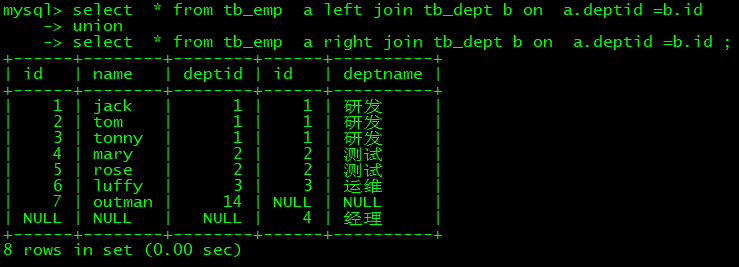 mysql> select  * from tb_emp  a left join tb_dept b on  a.deptid =b.id
    -> union
    -> select  * from tb_emp  a right join tb_dept b on  a.deptid =b.id ;
+------+--------+--------+------+----------+
| id   | name   | deptid | id   | deptname |
+------+--------+--------+------+----------+
|    1 | jack   |      1 |    1 | 研发     |
|    2 | tom    |      1 |    1 | 研发     |
|    3 | tonny  |      1 |    1 | 研发     |
|    4 | mary   |      2 |    2 | 测试     |
|    5 | rose   |      2 |    2 | 测试     |
|    6 | luffy  |      3 |    3 | 运维     |
|    7 | outman |     14 | NULL | NULL     |
| NULL | NULL   |   NULL |    4 | 经理     |
+------+--------+--------+------+----------+
8 rows in set (0.00 sec)